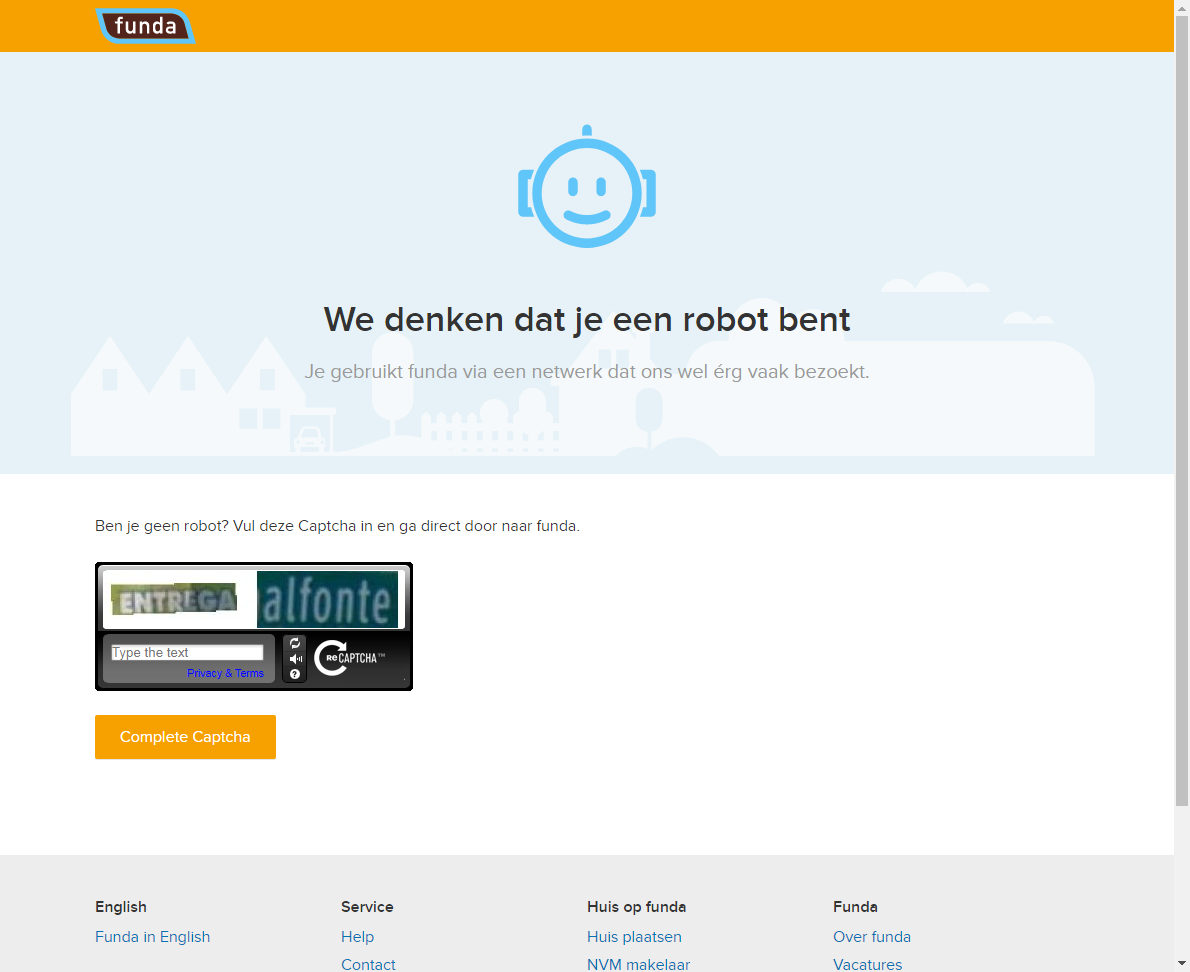 funda
We denken dat je een robot bent
Je gebruikt funda via een netwerk dat ons wel érg vaak bezoekt.
Ben je geen robot? Vul deze Captcha in en ga direct door naar funda.
ENTREGA alfonte
Type the text
Privacy & Terms
? ReCAPTCHA™
Complete Captcha
English
Funda in English
Service
Help
Contact
Huis op funda
Huis plaatsen
NVM makelaar
Funda
Over funda
Vacatures